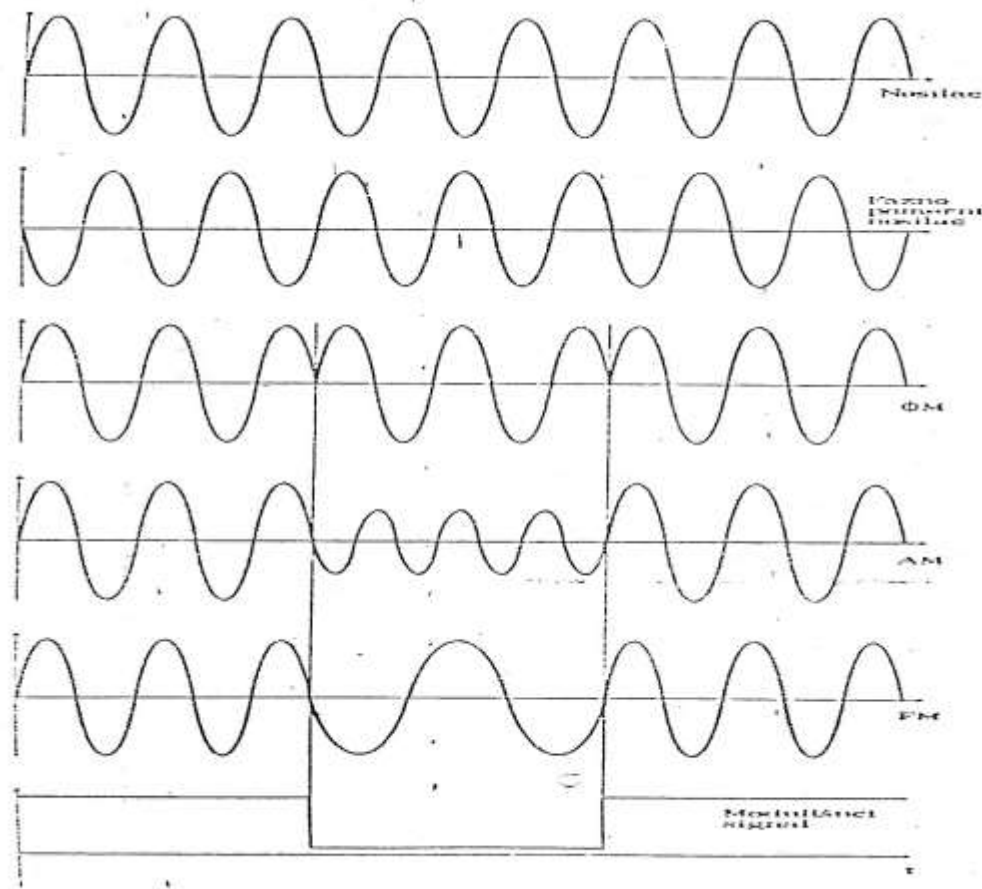 Nosilac
Fazno
pomereni
nosilac
ΦM
AM
FM
Modulišući
signal
τ